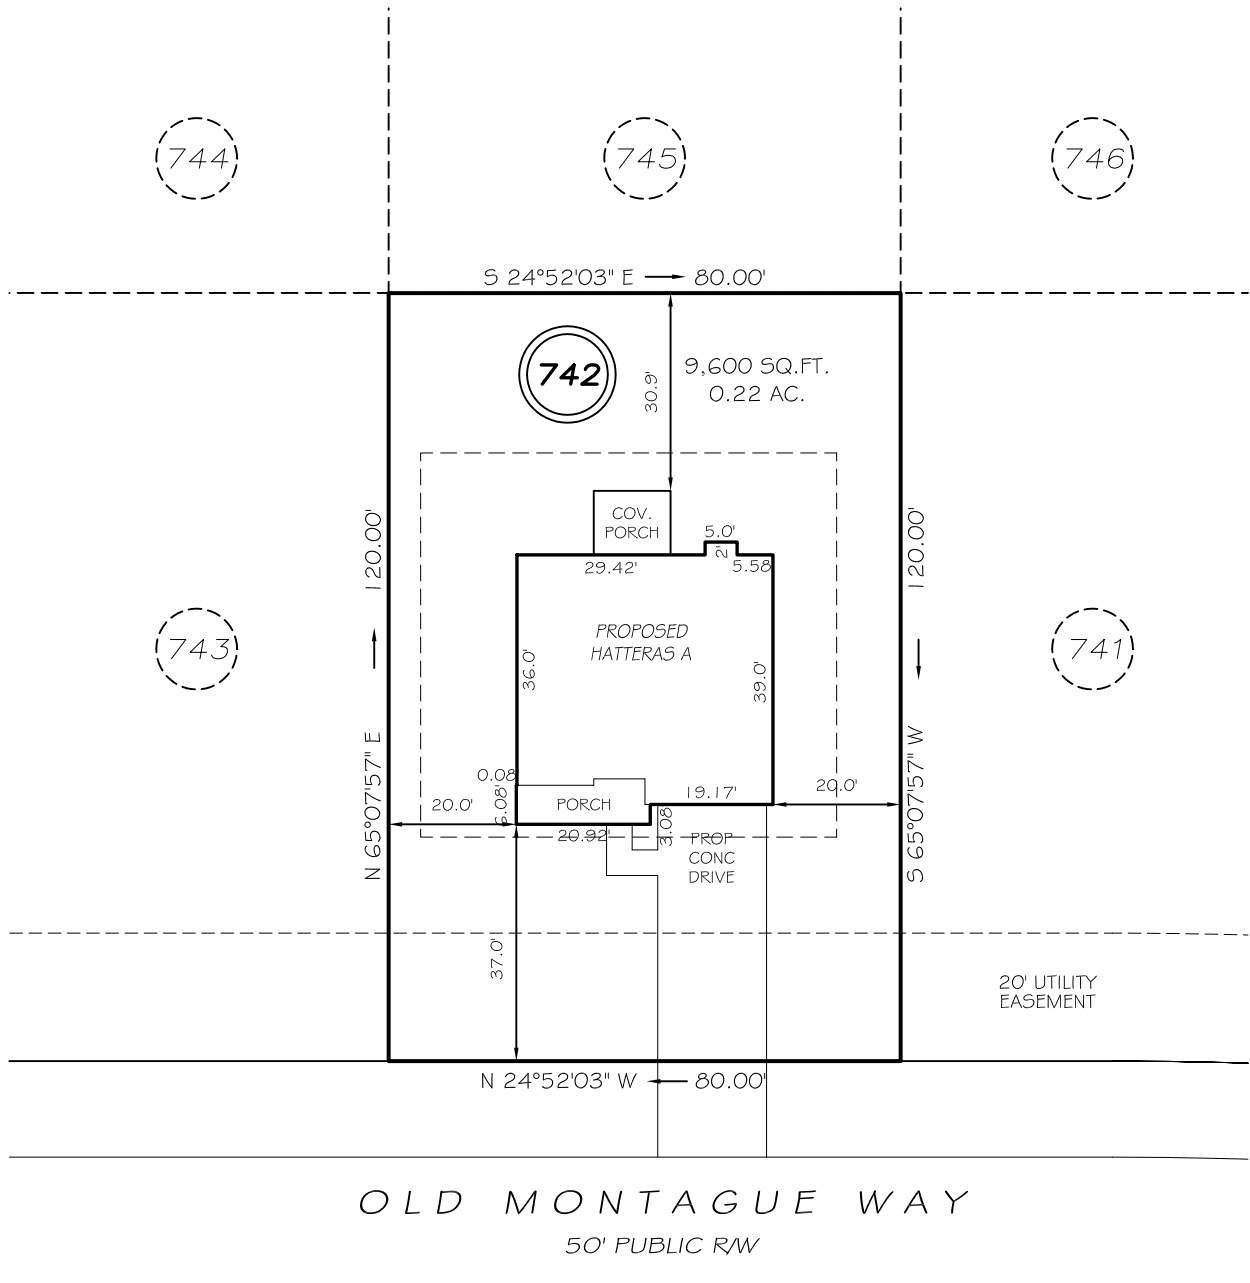 744
745
746
S 24°52'03" E 80.00'
742
9,600 SQ.FT.
0.22 AC.
30.9'
COV.
PORCH
5.0'
2'
29.42'
5.58
120.00'
N 65°07'57" E
120.00'
S 65°07'57" W
743
741
PROPOSED
HATTERAS A
36.0'
39.0'
0.08'
6.08'
PORCH
19.17'
20.0'
20.0'
20.92'
3.08
PROP
CONC
DRIVE
37.0'
20' UTILITY
EASEMENT
N 24°52'03" W 80.00'
OLD MONTAGUE WAY
50' PUBLIC R/W